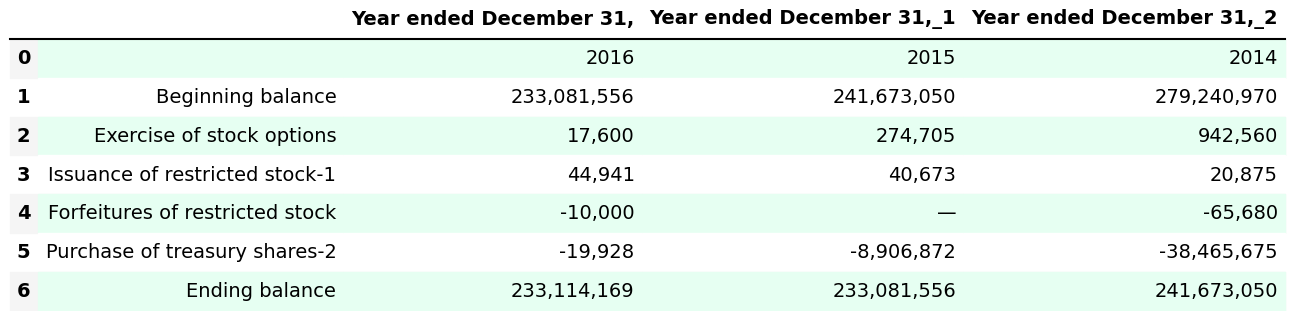 Year ended December 31, Year ended December 31,_1 Year ended December 31,_2
0 2016 2015 2014
1 Beginning balance 233,081,556 241,673,050 279,240,970
2 Exercise of stock options 17,600 274,705 942,560
3 Issuance of restricted stock-1 44,941 40,673 20,875
4 Forfeitures of restricted stock -10,000 — -65,680
5 Purchase of treasury shares-2 -19,928 -8,906,872 -38,465,675
6 Ending balance 233,114,169 233,081,556 241,673,050